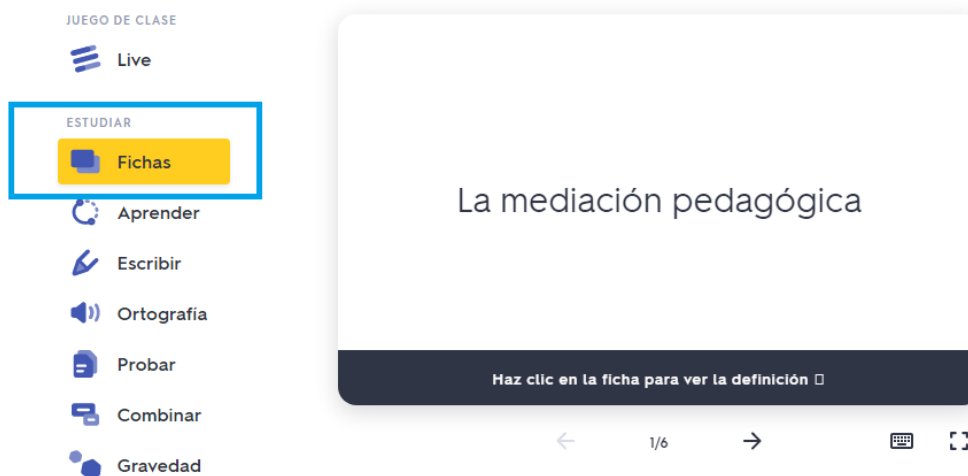 JUEGO DE CLASE
Live
ESTUDIAR
Fichas
Aprender
Escribir
Ortografía
Probar
Combinar
Gravedad
La mediación pedagógica
Haz clic en la ficha para ver la definición
1/6